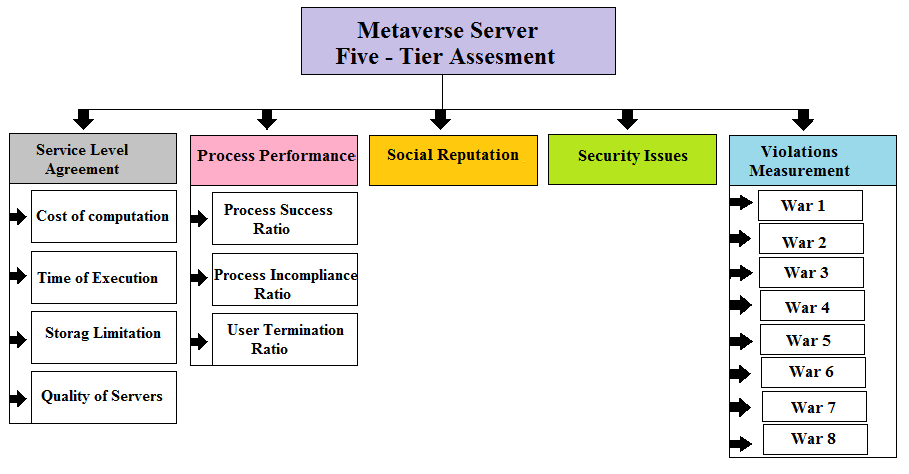 Metaverse Server
Five - Tier Assesment
Service Level
Agreement
Cost of computation
Time of Execution
Storag Limitation
Quality of Servers
Process Performance
Process Success
Ratio
Process Incompliance
Ratio
User Termination
Ratio
Social Reputation
Security Issues
Violations
Measurement
War 1
War 2
War 3
War 4
War 5
War 6
War 7
War 8